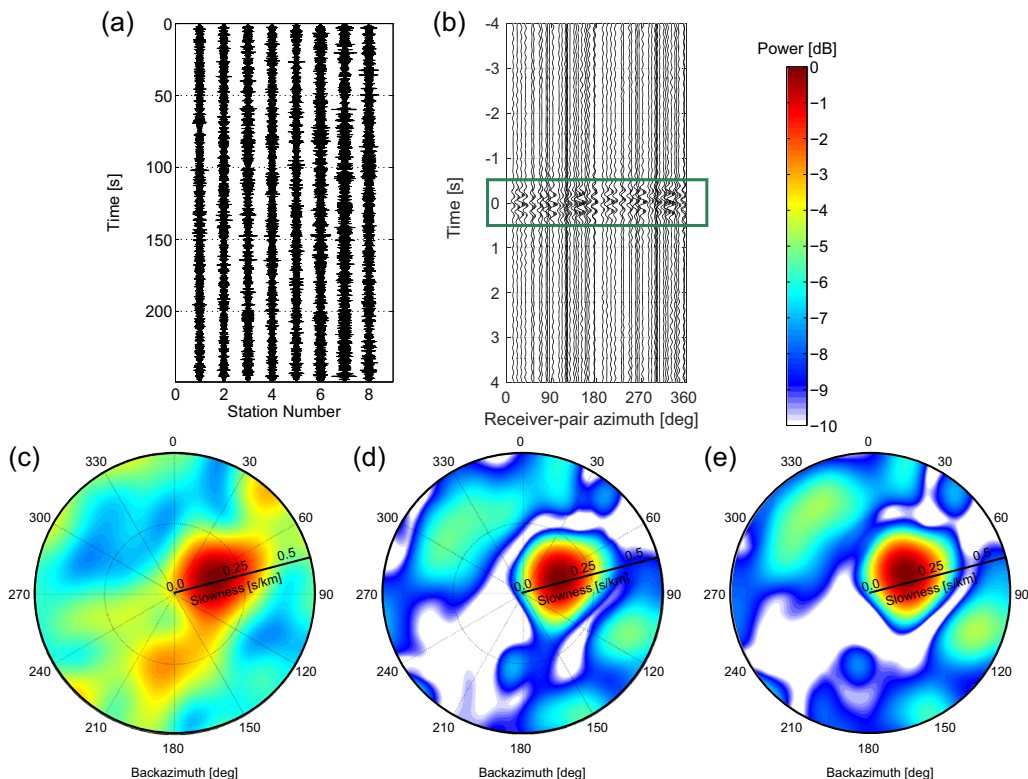 (a)
0
50
100
150
200
Time [s]
0 2 4 6 8
Station Number
(b)
-4
-3
-2
-1
0
1
2
3
4
Time [s]
0 90 180 270 360
Receiver-pair azimuth [deg]
Power [dB]
0
−1
−2
−3
−4
−5
−6
−7
−8
−9
−10
(c)
0
30
60
90
120
150
180
210
240
270
300
330
0.0 0.25 0.5
Slowness [s/km]
Backazimuth [deg]
(d)
0
30
60
90
120
150
180
210
240
270
300
330
0.0 0.25 0.5
Slowness [s/km]
Backazimuth [deg]
(e)
0
30
60
90
120
150
180
210
240
270
300
330
0.0 0.25 0.5
Slowness [s/km]
Backazimuth [deg]